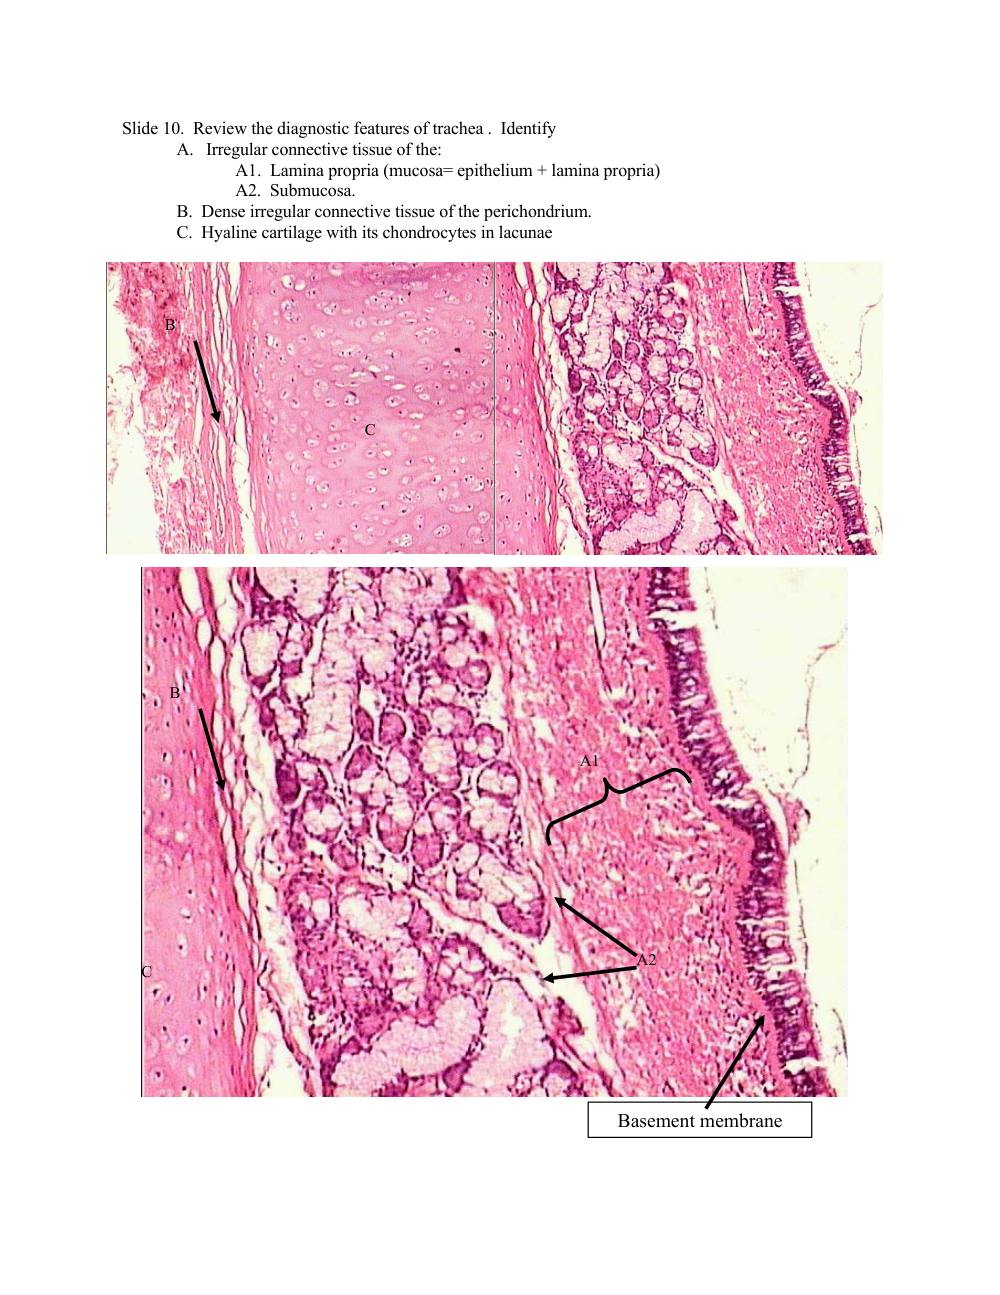 Slide 10.  Review the diagnostic features of trachea .  Identify
A.  Irregular connective tissue of the:
A1.  Lamina propria (mucosa= epithelium + lamina propria)
A2.  Submucosa.
B.  Dense irregular connective tissue of the perichondrium.
C.  Hyaline cartilage with its chondrocytes in lacunae
B
C
B
A1
A2
C
Basement membrane